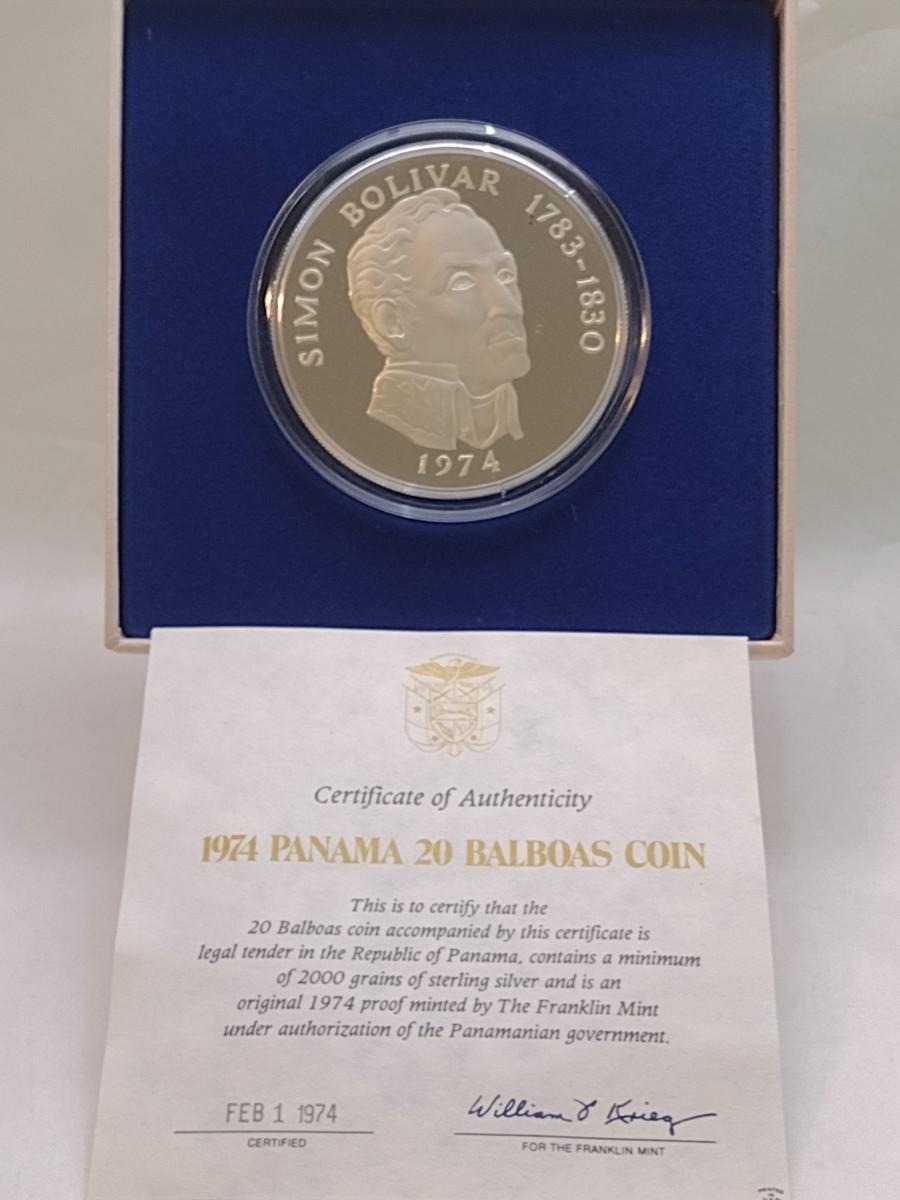 SIMON BOLIVAR 1783-1830
1974
Certificate of Authenticity
1974 PANAMA 20 BALBOAS COIN
This is to certify that the
20 Balboas coin accompanied by this certificate is
legal tender in the Republic of Panama, contains a minimum
of 2000 grains of sterling silver and is an
original 1974 proof minted by The Franklin Mint
under authorization of the Panamanian government.
FEB 1 1974
CERTIFIED
William J Krieg
FOR THE FRANKLIN MINT